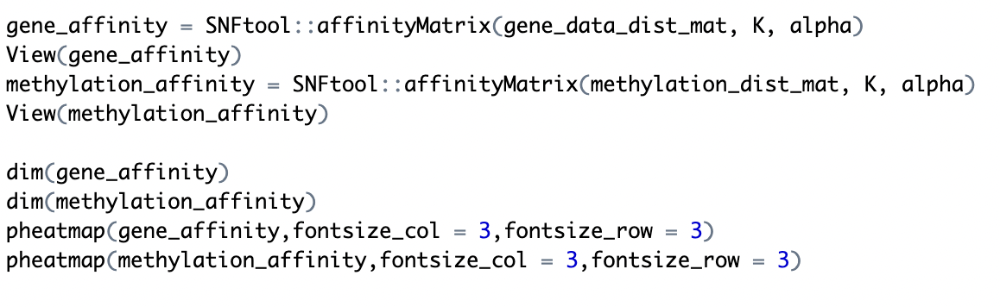 gene_affinity = SNFtool::affinityMatrix(gene_data_dist_mat, K, alpha)
View(gene_affinity)
methylation_affinity = SNFtool::affinityMatrix(methylation_dist_mat, K, alpha)
View(methylation_affinity)
dim(gene_affinity)
dim(methylation_affinity)
pheatmap(gene_affinity,fontsize_col = 3,fontsize_row = 3)
pheatmap(methylation_affinity,fontsize_col = 3,fontsize_row = 3)